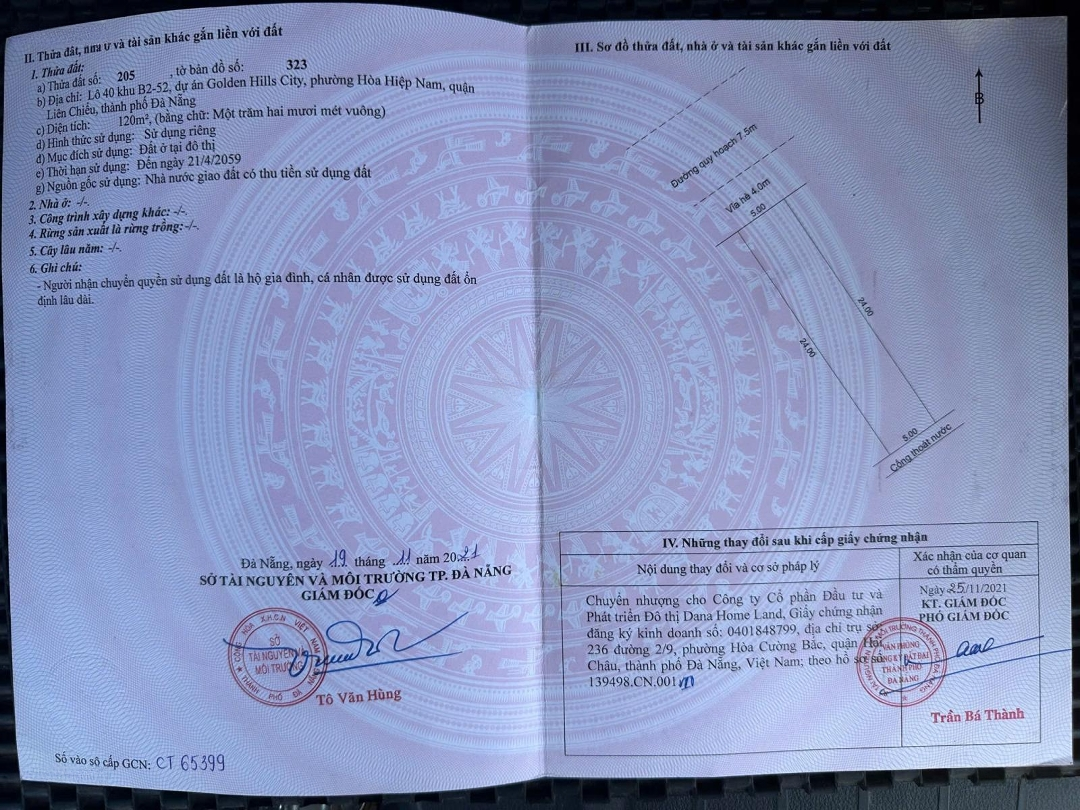 II. Thửa đất, nhà ở và tài sản khác gắn liền với đất
1. Thửa đất:
a) Thửa đất số: 205 , tờ bản đồ số: 323
b) Địa chỉ: Lô 40 khu B2-52, dự án Golden Hills City, phường Hòa Hiệp Nam, quận
Liên Chiểu, thành phố Đà Nẵng
c) Diện tích: 120m², (bằng chữ: Một trăm hai mươi mét vuông)
d) Hình thức sử dụng: Sử dụng riêng
đ) Mục đích sử dụng: Đất ở tại đô thị
e) Thời hạn sử dụng: Đến ngày 21/4/2059
g) Nguồn gốc sử dụng: Nhà nước giao đất có thu tiền sử dụng đất
2. Nhà ở: -/-.
3. Công trình xây dựng khác: -/-.
4. Rừng sản xuất là rừng trồng: -/-.
5. Cây lâu năm: -/-.
6. Ghi chú:
- Người nhận chuyển quyền sử dụng đất là hộ gia đình, cá nhân được sử dụng đất ổn
định lâu dài.
Đà Nẵng, ngày 19 tháng 11 năm 2021
SỞ TÀI NGUYÊN VÀ MÔI TRƯỜNG TP. ĐÀ NẴNG
GIÁM ĐỐC
SỞ
TÀI NGUYÊN
MÔI TRƯỜNG
Tô Văn Hùng
Số vào sổ cấp GCN: CT 65399
III. Sơ đồ thửa đất, nhà ở và tài sản khác gắn liền với đất
B
Đường quy hoạch 7.5m
Vỉa hè 4.0m
5.00
24.00
24.00
5.00
Cống thoát nước
IV. Những thay đổi sau khi cấp giấy chứng nhận
Nội dung thay đổi và cơ sở pháp lý
Xác nhận của cơ quan
có thẩm quyền
Chuyển nhượng cho Công ty Cổ phần Đầu tư và
Phát triển Đô thị Dana Home Land, Giấy chứng nhận
đăng ký kinh doanh số: 0401848799, địa chỉ trụ sở:
236 đường 2/9, phường Hòa Cường Bắc, quận Hải
Châu, thành phố Đà Nẵng, Việt Nam; theo hồ sơ số
139498.CN.001
Ngày 25/11/2021
KT. GIÁM ĐỐC
PHÓ GIÁM ĐỐC
VĂN PHÒNG
ĐĂNG KÝ ĐẤT ĐAI
THÀNH PHỐ
ĐÀ NẴNG
Trần Bá Thành